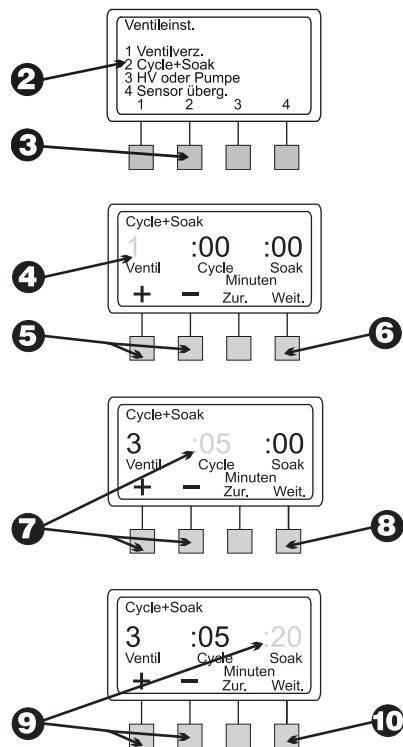 Ventileinst.
1 Ventilverz.
2 Cycle+Soak
3 HV oder Pumpe
4 Sensor überg.
1 2 3 4
2
3
Cycle+Soak
1 :00 :00
Ventil Cycle Soak
Minuten
+ – Zur. Weit.
4
5
6
Cycle+Soak
3 :05 :00
Ventil Cycle Soak
Minuten
+ – Zur. Weit.
7
8
Cycle+Soak
3 :05 :20
Ventil Cycle Soak
Minuten
+ – Zur. Weit.
9
10